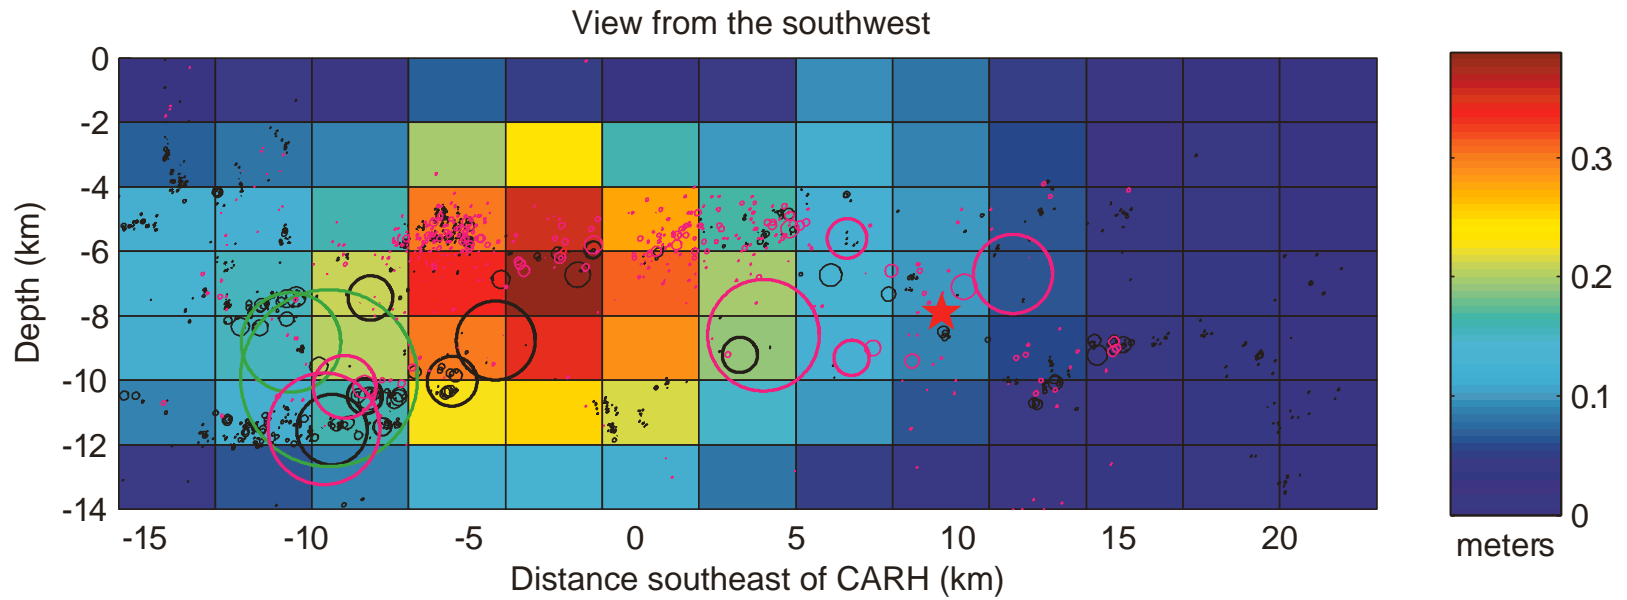 View from the southwest
0
-2
-4
-6
-8
-10
-12
-14
Depth (km)
-15 -10 -5 0 5 10 15 20
Distance southeast of CARH (km)
0.3
0.2
0.1
0
meters